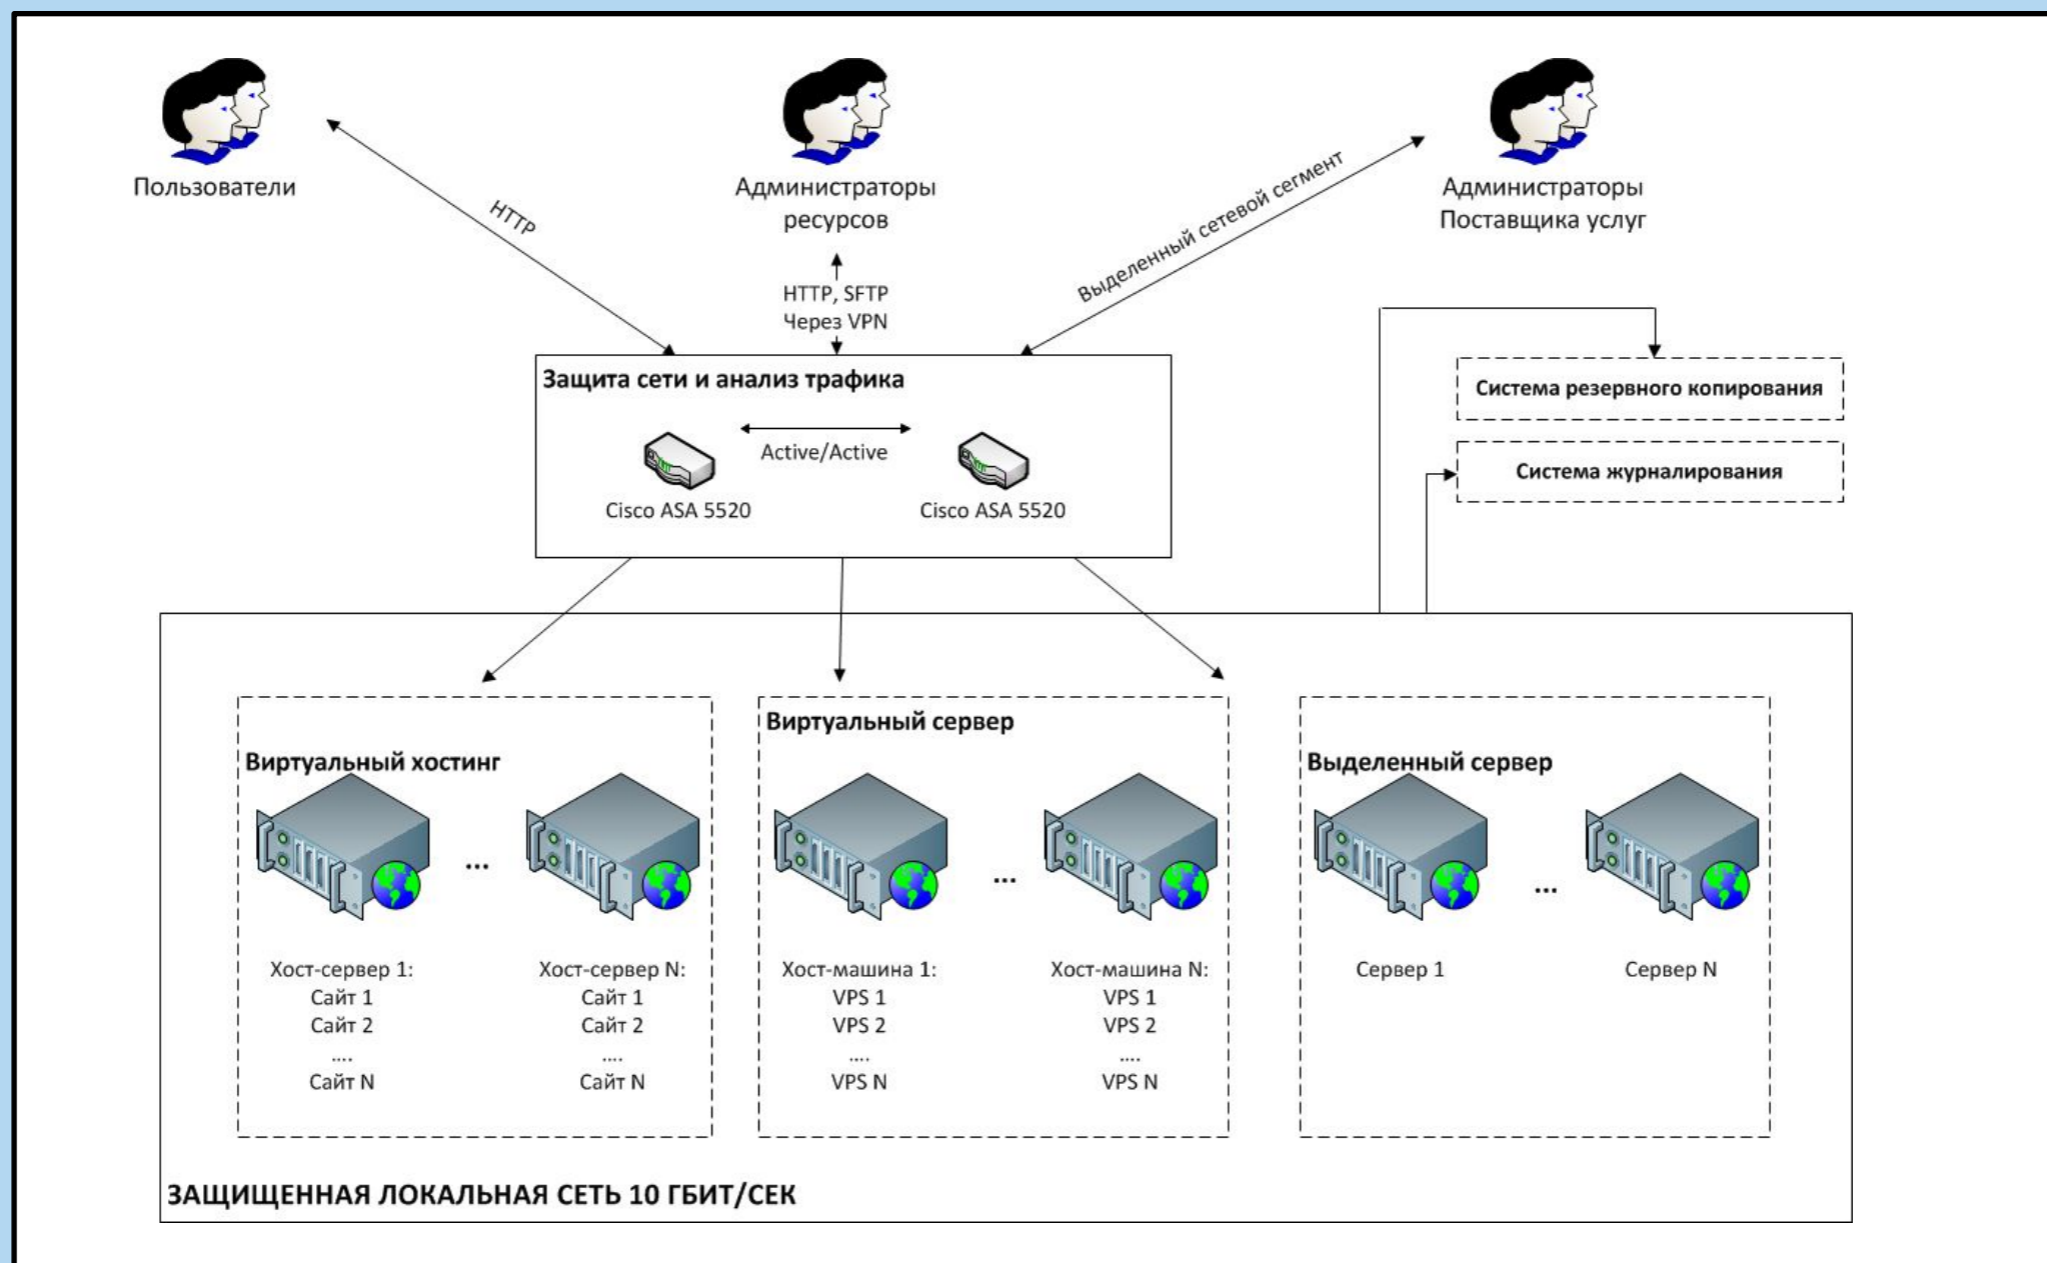 Пользователи
Администраторы
ресурсов
Администраторы
Поставщика услуг
HTTP
HTTP, SFTP
Через VPN
Выделенный сетевой сегмент
Защита сети и анализ трафика
Active/Active
Cisco ASA 5520
Cisco ASA 5520
Система резервного копирования
Система журналирования
Виртуальный хостинг
...
Хост-сервер 1:
Сайт 1
Сайт 2
....
Сайт N
Хост-сервер N:
Сайт 1
Сайт 2
....
Сайт N
Виртуальный сервер
...
Хост-машина 1:
VPS 1
VPS 2
....
VPS N
Хост-машина N:
VPS 1
VPS 2
....
VPS N
Выделенный сервер
...
Сервер 1
Сервер N
ЗАЩИЩЕННАЯ ЛОКАЛЬНАЯ СЕТЬ 10 ГБИТ/СЕК